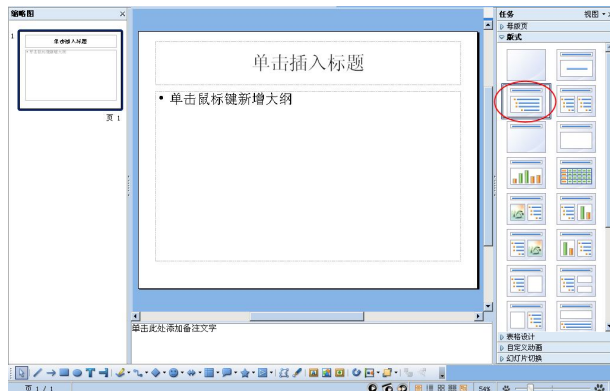 缩略图
任务
视图
母版页
版式
1
单击插入标题
页 1
单击插入标题
• 单击鼠标键新增大纲
单击此处添加备注文字
表格设计
自定义动画
幻灯片切换
页 1 / 1
54%